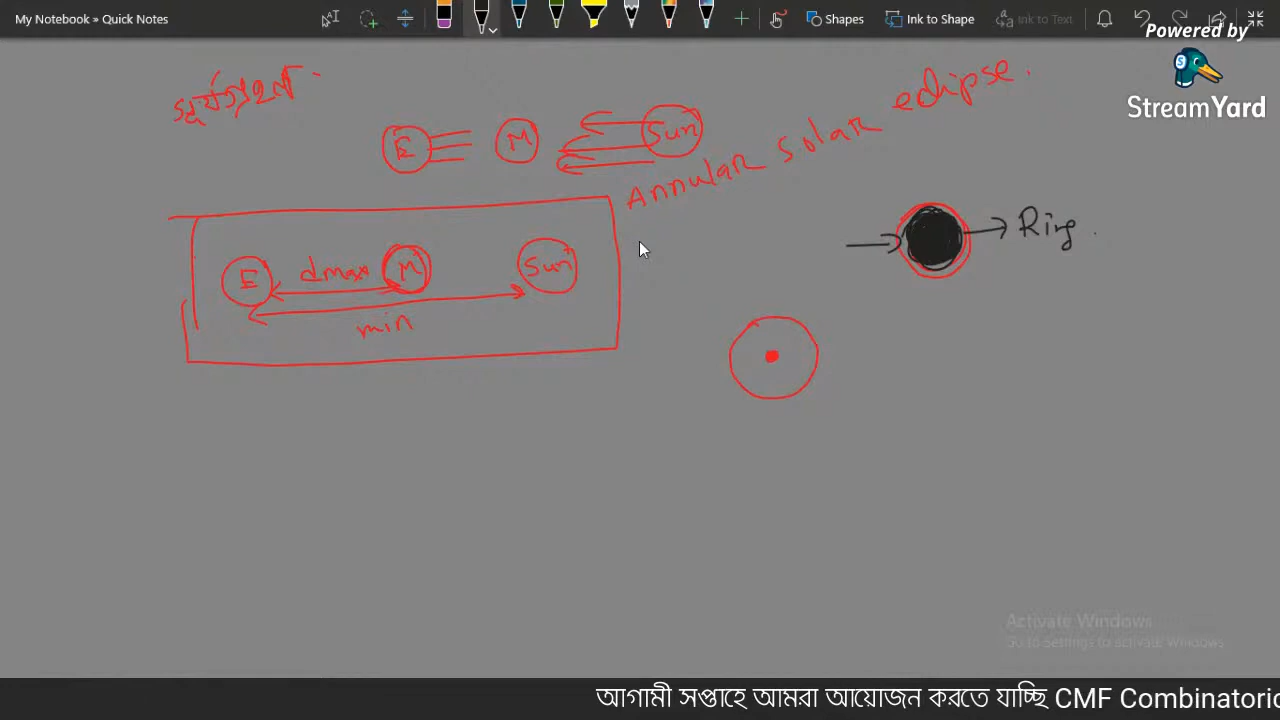 My Notebook » Quick Notes
Shapes
Ink to Shape
Ink to Text
Powered by
StreamYard
সূর্যগ্রহণ
E M Sun
Annular solar eclipse.
Ring.
E dmax M Sun
min
Activate Windows
Go to Settings to activate Windows.
আগামী সপ্তাহে আমরা আয়োজন করতে যাচ্ছি CMF Combinatoric